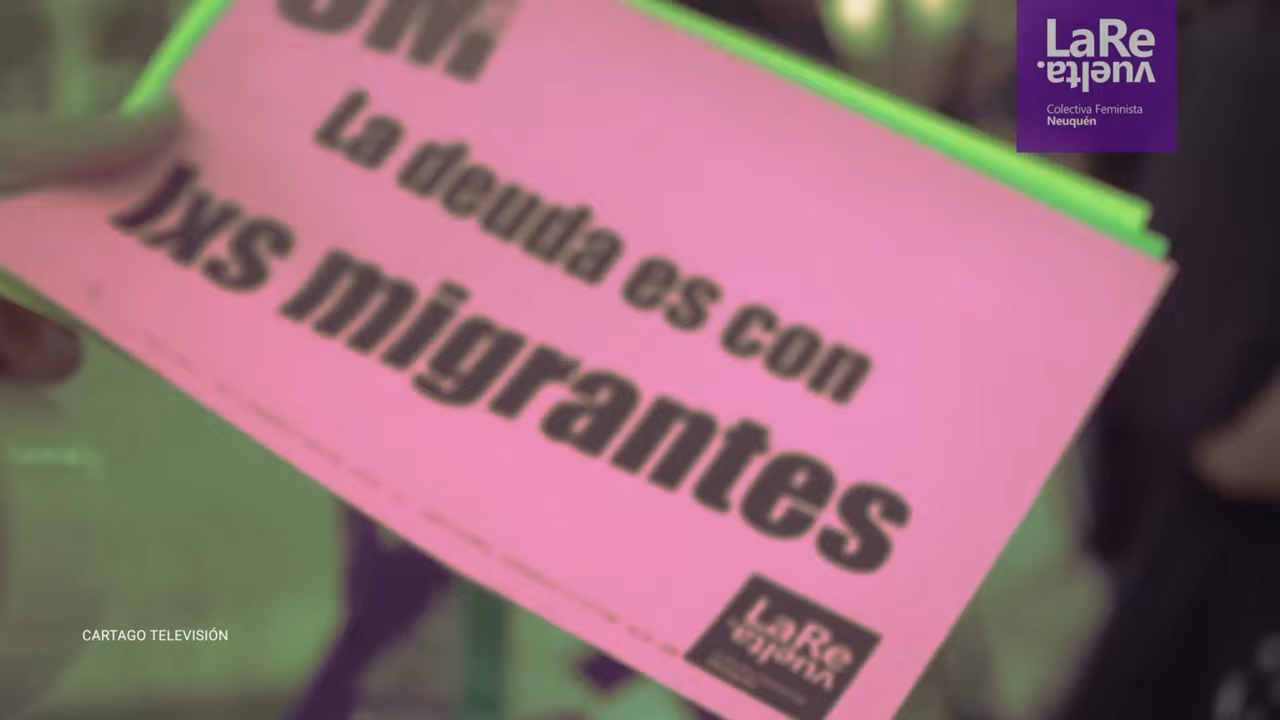 LaRe
vuelta.
Colectiva Feminista
Neuquén
La deuda es con
lxs migrantes
LaRe
vuelta.
CARTAGO TELEVISIÓN